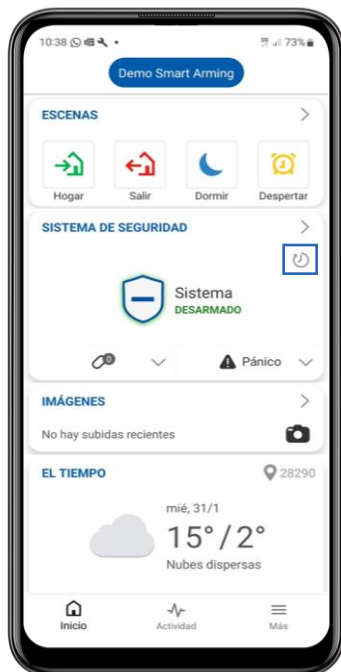 10:38
73%
Demo Smart Arming
ESCENAS
Hogar Salir Dormir Despertar
SISTEMA DE SEGURIDAD
Sistema
DESARMADO
0 Pánico
IMÁGENES
No hay subidas recientes
EL TIEMPO 28290
mié, 31/1
15°/2°
Nubes dispersas
Inicio Actividad Más